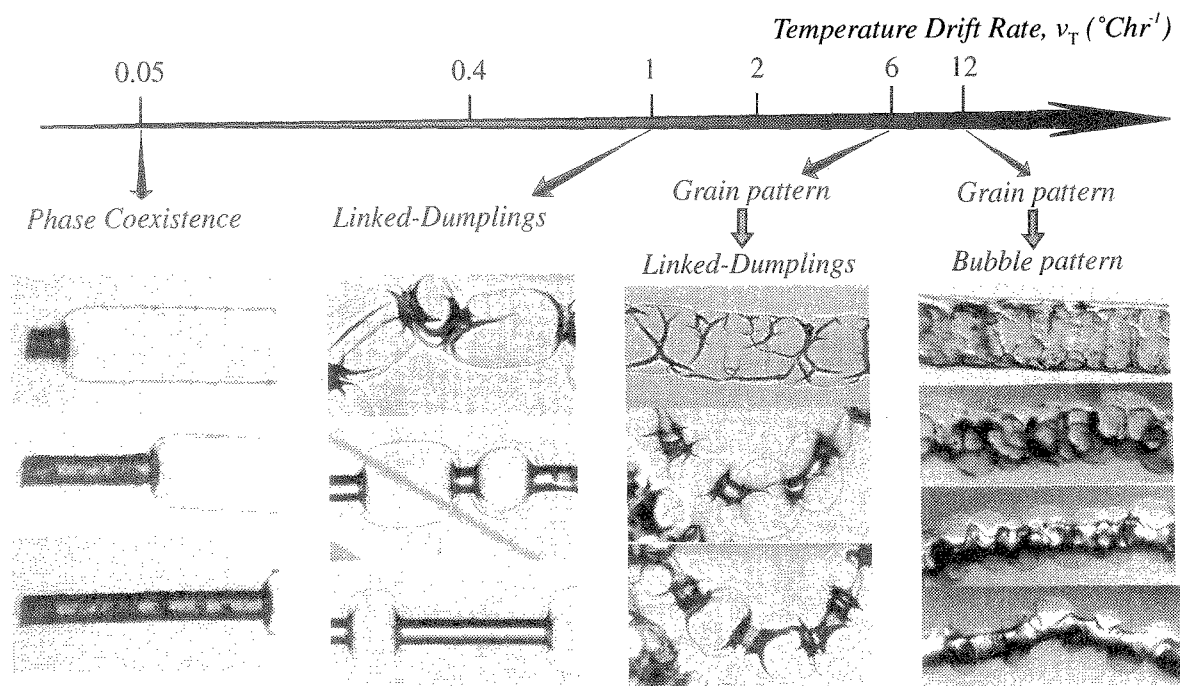 Temperature Drift Rate, v_T (°Chr⁻¹)
0.05 0.4 1 2 6 12
Phase Coexistence Linked-Dumplings Grain pattern Grain pattern
Linked-Dumplings Bubble pattern